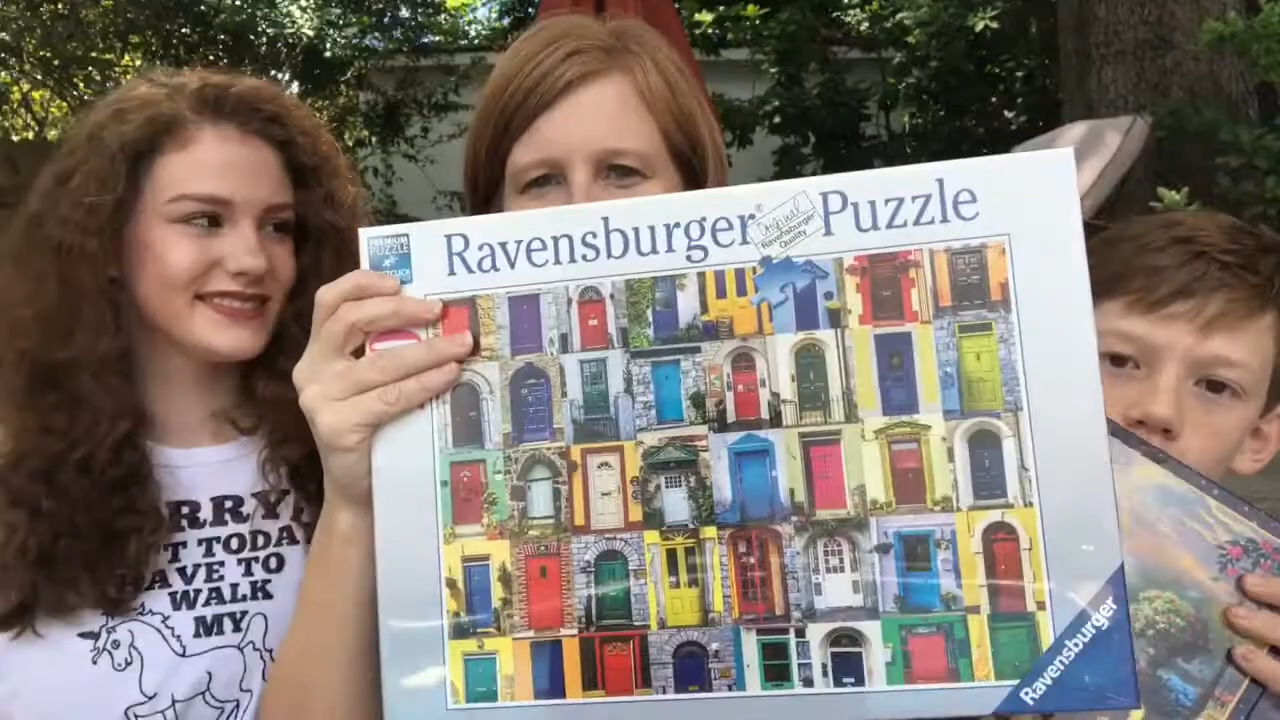 Ravensburger® Puzzle
Original
Ravensburger
Quality
PREMIUM
PUZZLE
Ravensburger
RRY
T TODA
AVE TO
WALK
MY